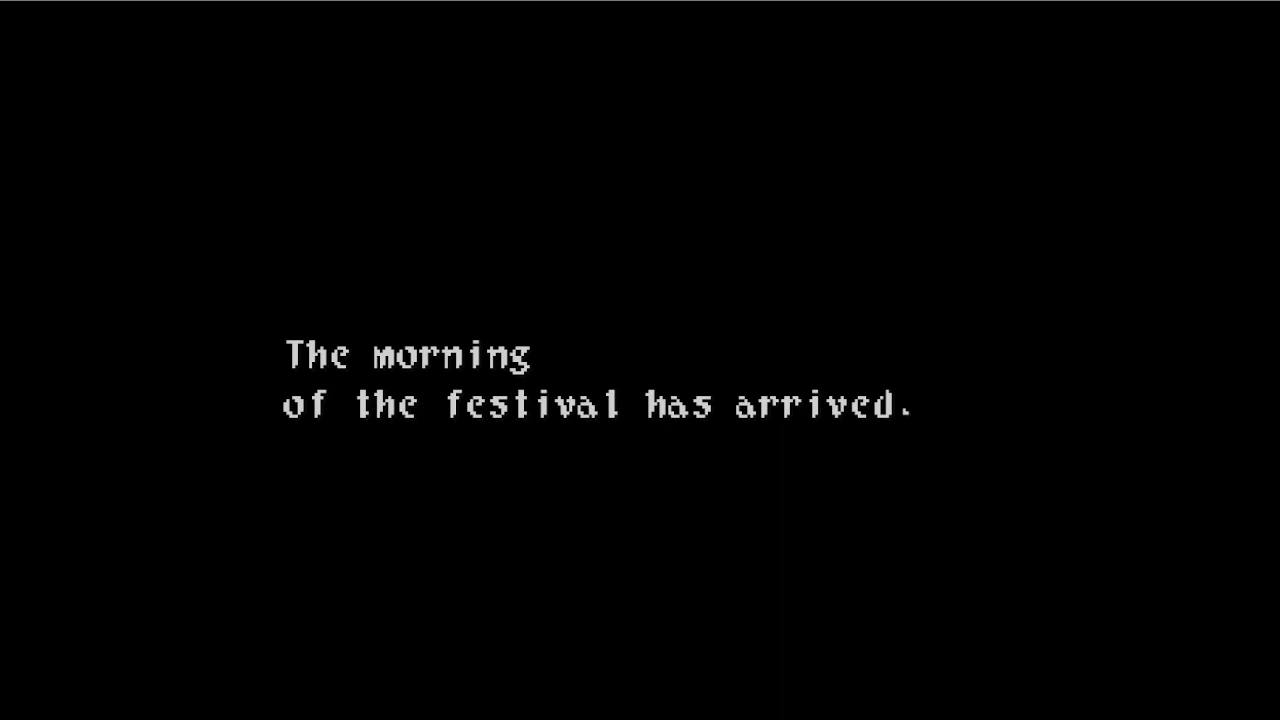 The morning
of the festival has arrived.